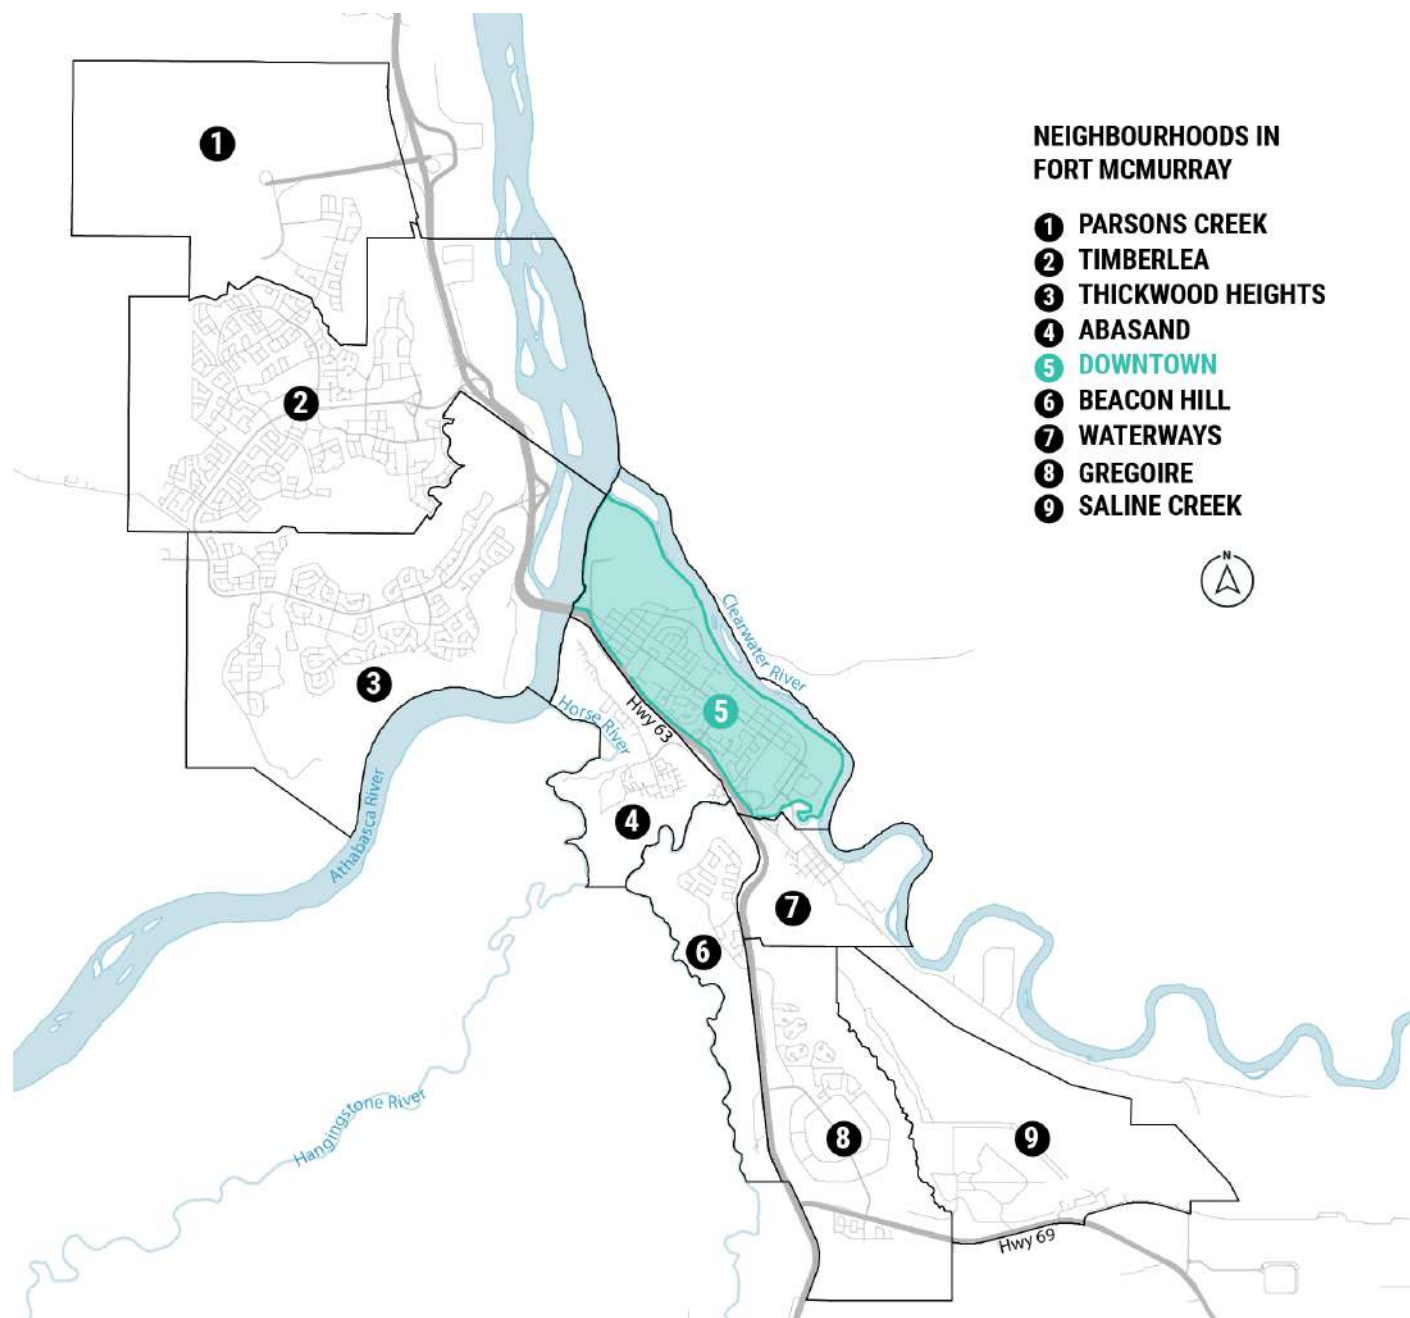 NEIGHBOURHOODS IN
FORT MCMURRAY
1 PARSONS CREEK
2 TIMBERLEA
3 THICKWOOD HEIGHTS
4 ABASAND
5 DOWNTOWN
6 BEACON HILL
7 WATERWAYS
8 GREGOIRE
9 SALINE CREEK
N
1
2
3
Clearwater River
5
Hwy 63
Horse River
4
Athabasca River
7
6
Hangingstone River
8
9
Hwy 69